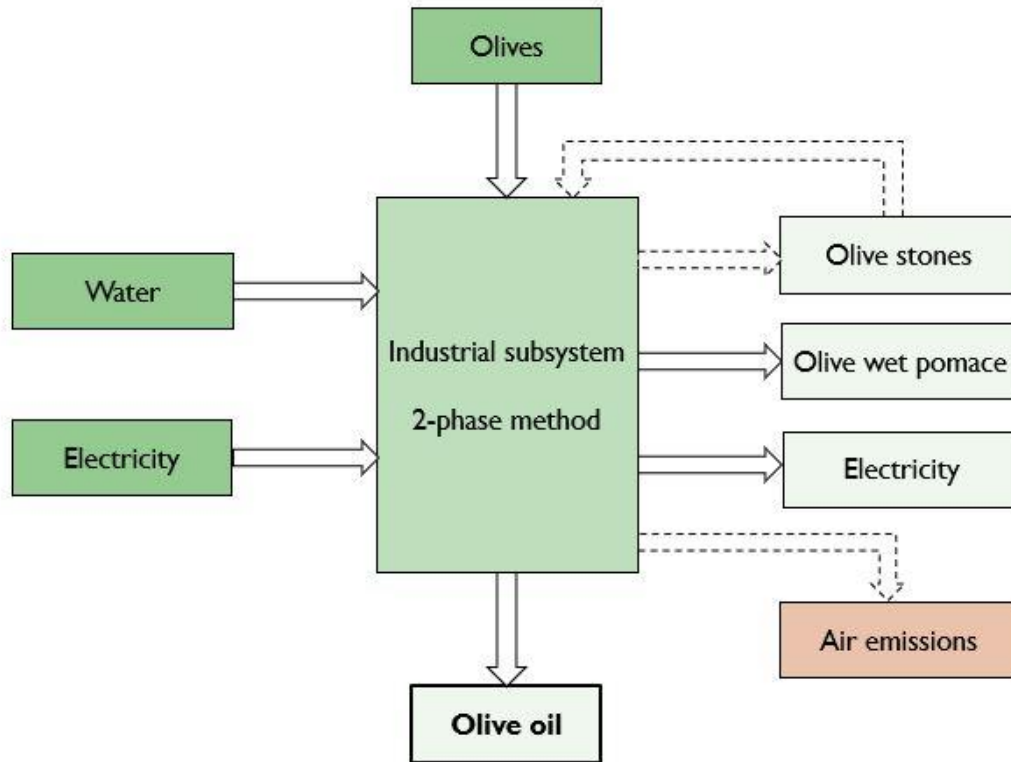 Olives
Water
Electricity
Industrial subsystem
2-phase method
Olive stones
Olive wet pomace
Electricity
Air emissions
Olive oil